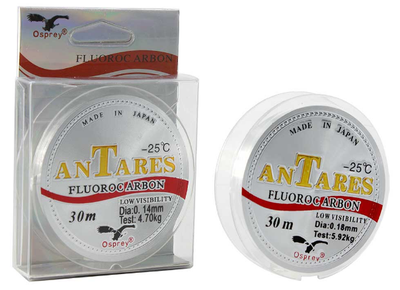 Osprey®
FLUOROCARBON
MADE IN JAPAN
-25°C
ANTARES
FLUOROCARBON
LOW VISIBILITY
30m
Dia:0.14mm
Test:4.70kg
Osprey®
MADE IN JAPAN
-25°C
ANTARES
FLUOROCARBON
LOW VISIBILITY
30m
Dia:0.16mm
Test:5.92kg
Osprey®